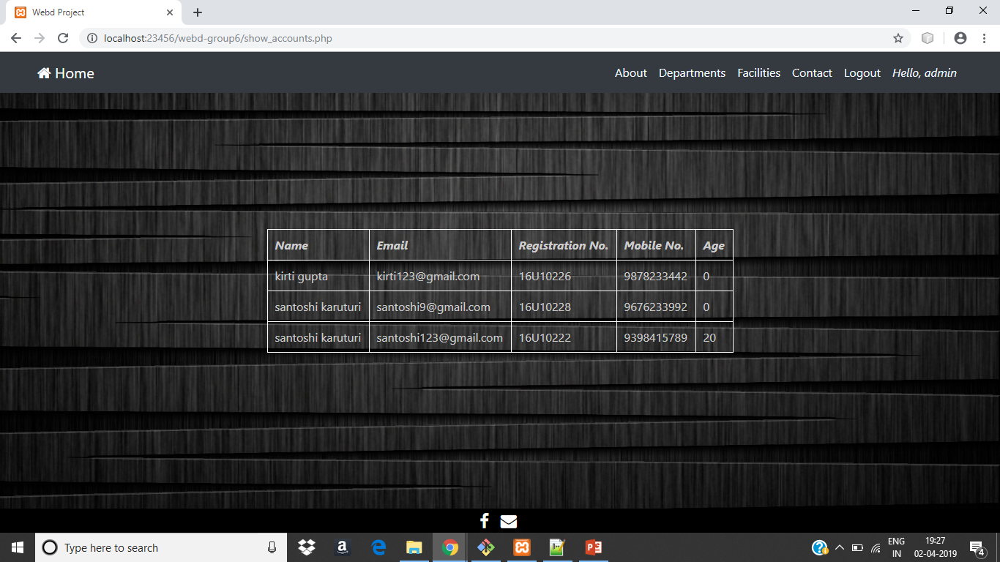 Webd Project
localhost:23456/webd-group6/show_accounts.php
Home About Departments Facilities Contact Logout Hello, admin
Name Email Registration No. Mobile No. Age
kirti gupta kirti123@gmail.com 16U10226 9878233442 0
santoshi karuturi santoshi9@gmail.com 16U10228 9676233992 0
santoshi karuturi santoshi123@gmail.com 16U10222 9398415789 20
Type here to search
ENG 19:27
IN 02-04-2019
4